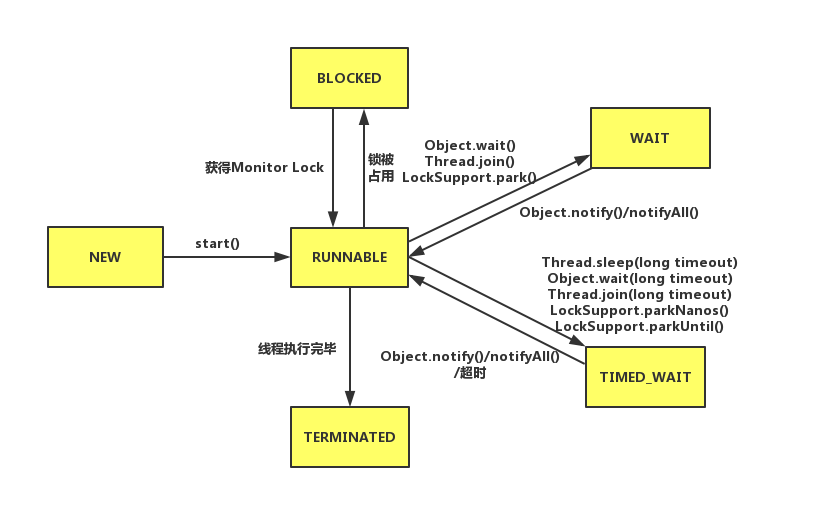 BLOCKED
WAIT
Object.wait()
Thread.join()
LockSupport.park()
获得Monitor Lock
锁被
占用
Object.notify()/notifyAll()
NEW
start()
RUNNABLE
Thread.sleep(long timeout)
Object.wait(long timeout)
Thread.join(long timeout)
LockSupport.parkNanos()
LockSupport.parkUntil()
线程执行完毕
Object.notify()/notifyAll()
/超时
TIMED_WAIT
TERMINATED